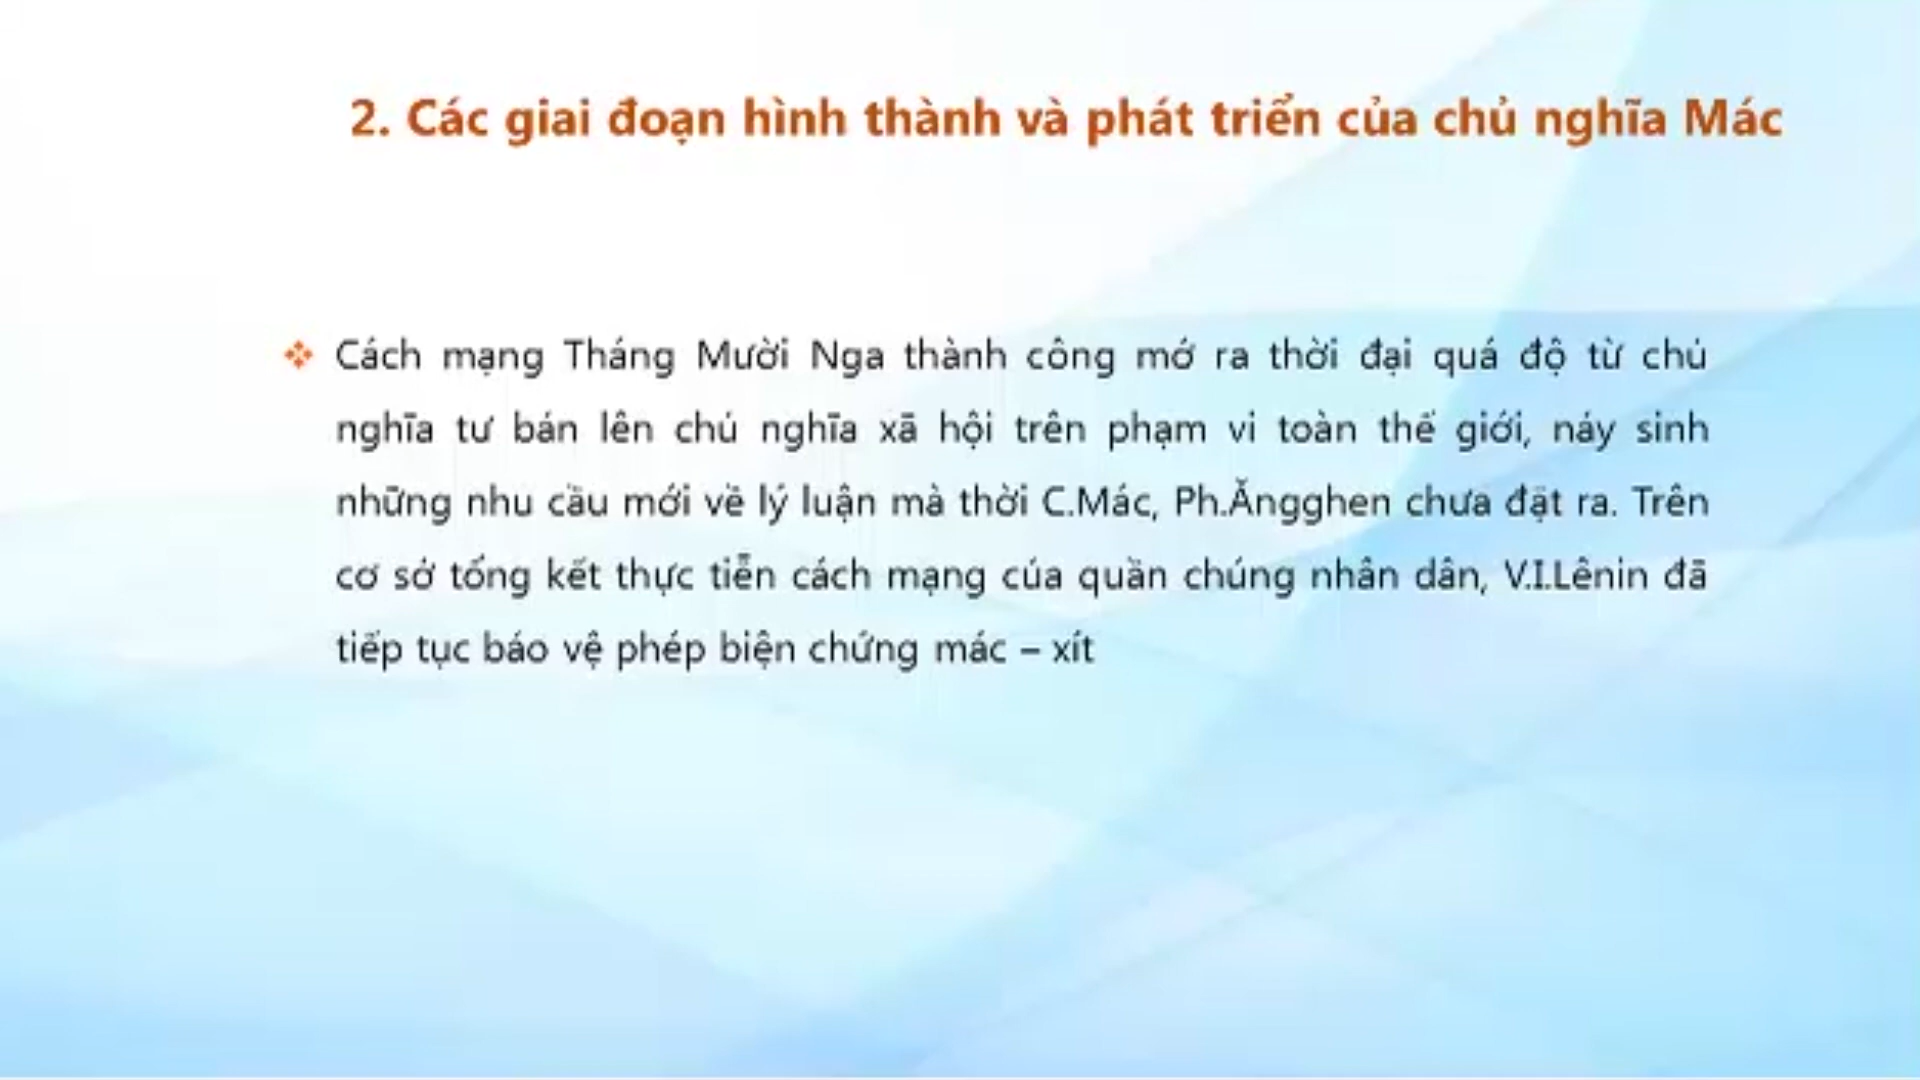 2. Các giai đoạn hình thành và phát triển của chủ nghĩa Mác
Cách mạng Tháng Mười Nga thành công mở ra thời đại quá độ từ chủ
nghĩa tư bản lên chủ nghĩa xã hội trên phạm vi toàn thế giới, nảy sinh
những nhu cầu mới về lý luận mà thời C.Mác, Ph.Ăngghen chưa đặt ra. Trên
cơ sở tổng kết thực tiễn cách mạng của quần chúng nhân dân, V.I.Lênin đã
tiếp tục bảo vệ phép biện chứng mác – xít